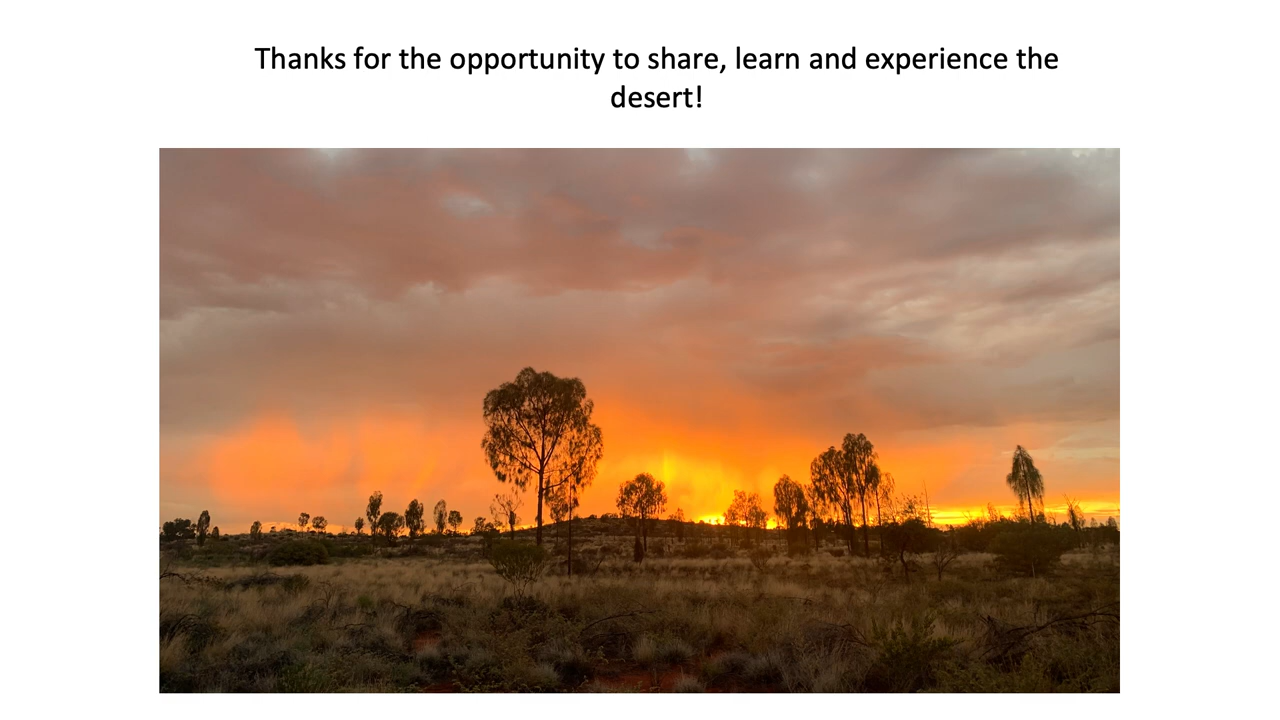 Thanks for the opportunity to share, learn and experience the
desert!